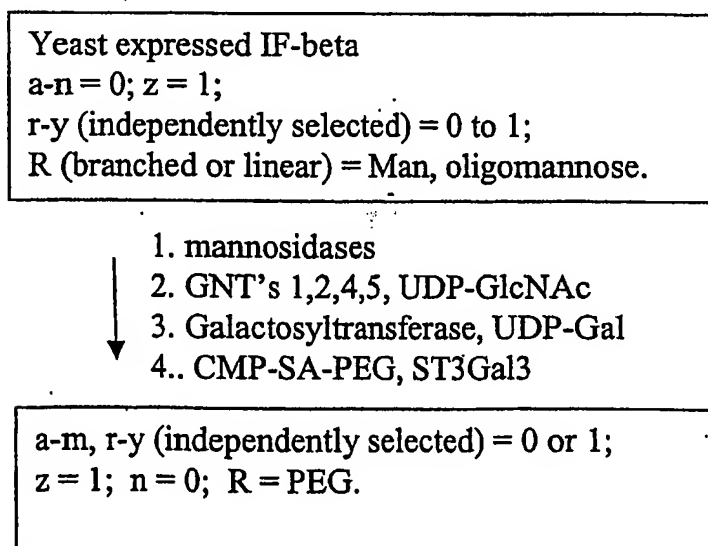 Yeast expressed IF-beta
a-n = 0; z = 1;
r-y (independently selected) = 0 to 1;
R (branched or linear) = Man, oligomannose.
1. mannosidases
2. GNT's 1,2,4,5, UDP-GlcNAc
3. Galactosyltransferase, UDP-Gal
4.. CMP-SA-PEG, ST3Gal3
a-m, r-y (independently selected) = 0 or 1;
z = 1; n = 0; R = PEG.